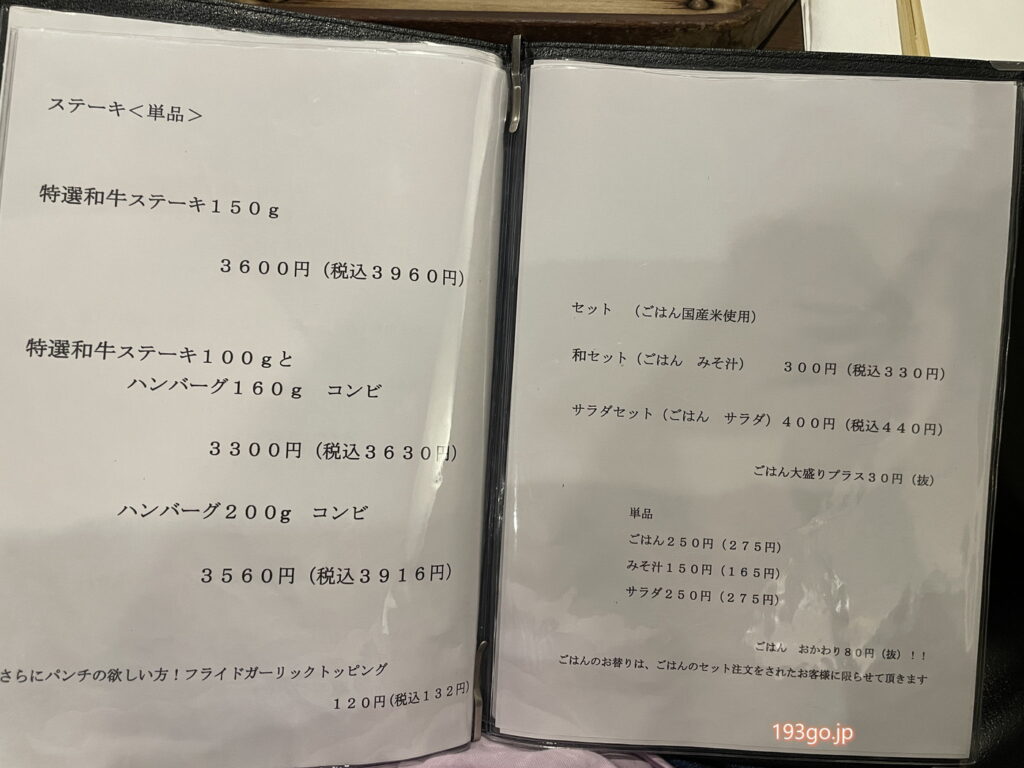 ステーキ<単品>
特選和牛ステーキ150g
3600円(税込3960円)
特選和牛ステーキ100gと
ハンバーグ160g コンビ
3300円(税込3630円)
ハンバーグ200g コンビ
3560円(税込3916円)
さらにパンチの欲しい方!フライドガーリックトッピング
120円(税込132円)
セット (ごはん国産米使用)
和セット(ごはん みそ汁) 300円(税込330円)
サラダセット(ごはん サラダ)400円(税込440円)
ごはん大盛りプラス30円(抜)
単品
ごはん250円(275円)
みそ汁150円(165円)
サラダ250円(275円)
ごはん おかわり80円(抜)!!
ごはんのお替りは、ごはんのセット注文をされたお客様に限らせて頂きます
193go.jp